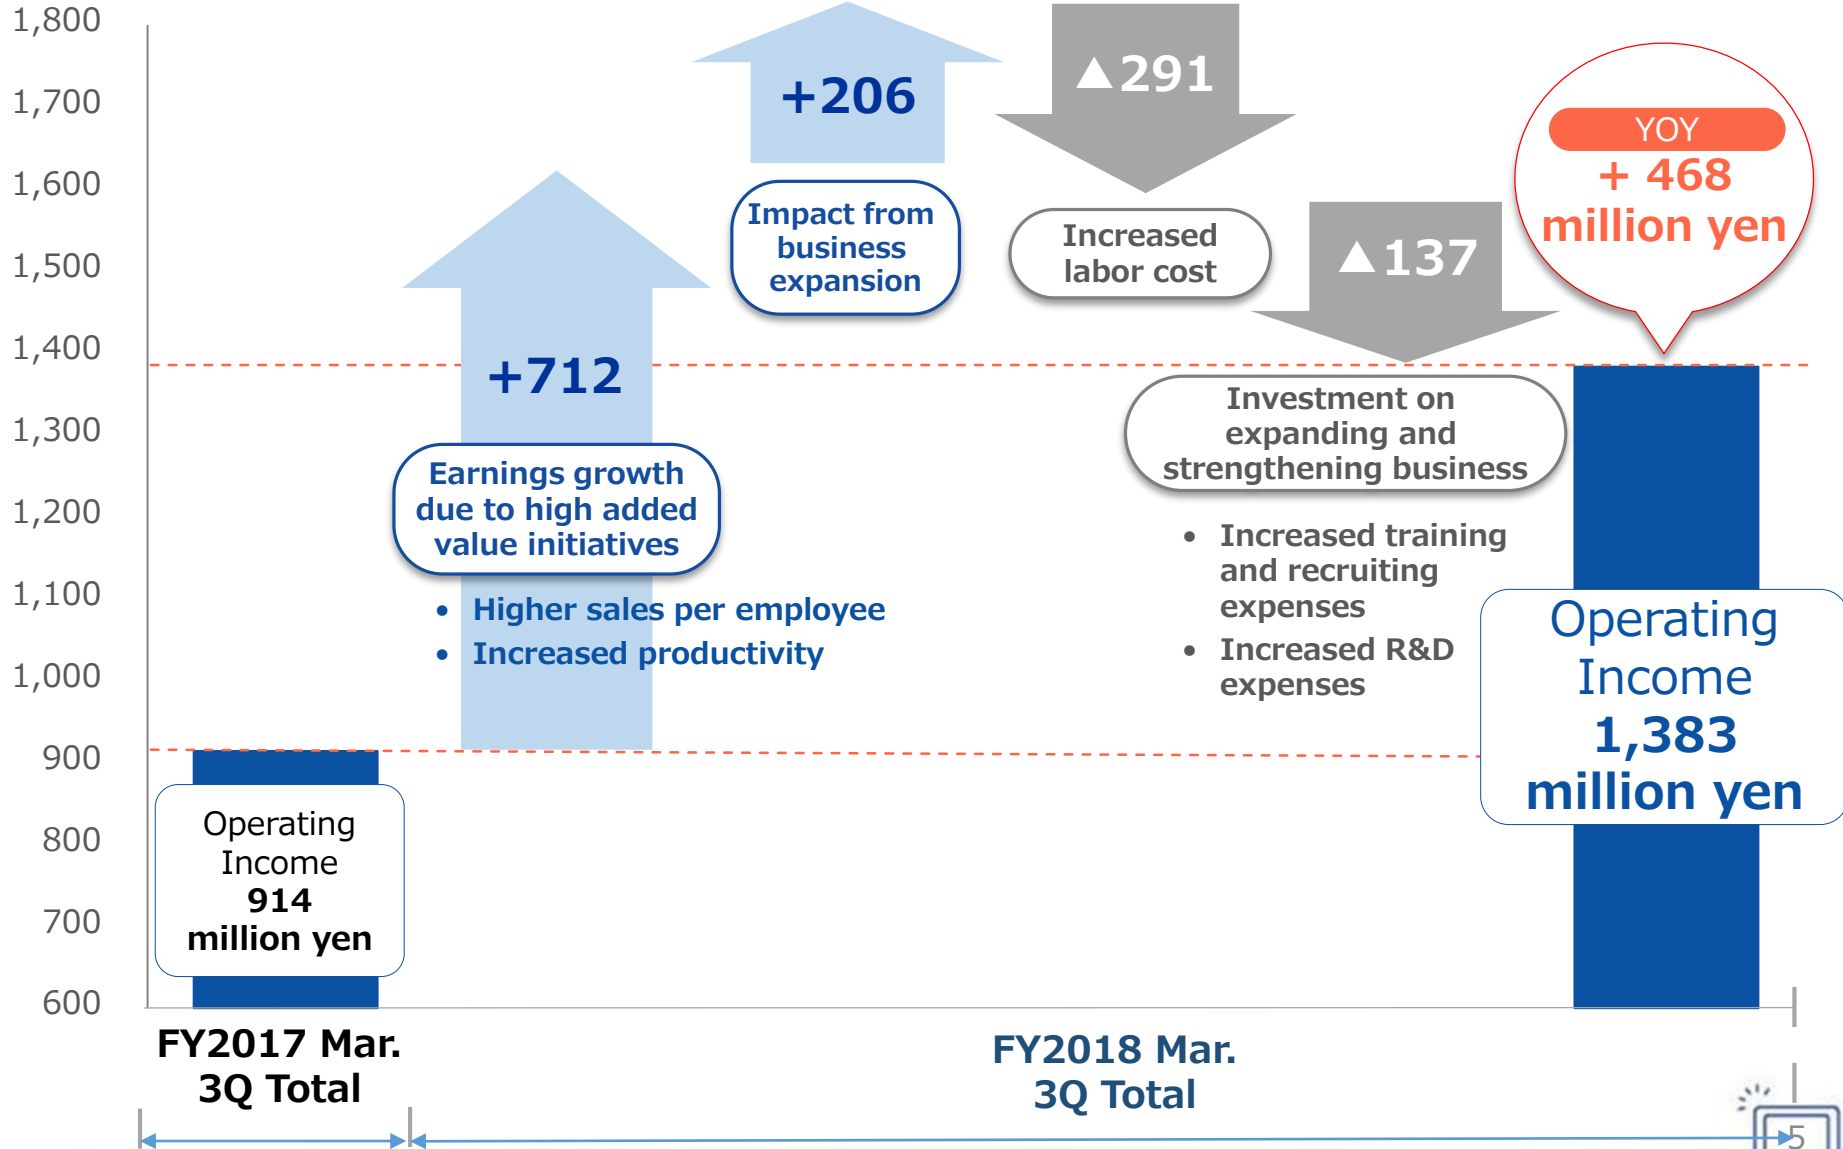 1,800
1,700
1,600
1,500
1,400
1,300
1,200
1,100
1,000
900
800
700
600
Operating
Income
914
million yen
+712
Earnings growth
due to high added
value initiatives
• Higher sales per employee
• Increased productivity
+206
Impact from
business
expansion
▲291
Increased
labor cost
▲137
Investment on
expanding and
strengthening business
• Increased training
and recruiting
expenses
• Increased R&D
expenses
YOY
+ 468
million yen
Operating
Income
1,383
million yen
FY2017 Mar.
3Q Total
FY2018 Mar.
3Q Total
5